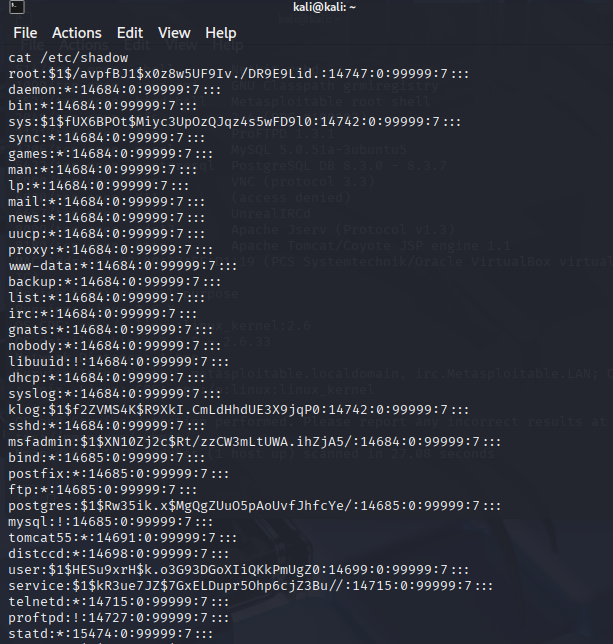 kali@kali: ~
File Actions Edit View Help
cat /etc/shadow
root:$1$/avpfBJ1$x0z8w5UF9Iv./DR9E9Lid.:14747:0:99999:7:::
daemon:*:14684:0:99999:7:::
bin:*:14684:0:99999:7:::
sys:$1$fUX6BPOt$Miyc3UpOzQJqz4s5wFD9l0:14742:0:99999:7:::
sync:*:14684:0:99999:7:::
games:*:14684:0:99999:7:::
man:*:14684:0:99999:7:::
lp:*:14684:0:99999:7:::
mail:*:14684:0:99999:7:::
news:*:14684:0:99999:7:::
uucp:*:14684:0:99999:7:::
proxy:*:14684:0:99999:7:::
www-data:*:14684:0:99999:7:::
backup:*:14684:0:99999:7:::
list:*:14684:0:99999:7:::
irc:*:14684:0:99999:7:::
gnats:*:14684:0:99999:7:::
nobody:*:14684:0:99999:7:::
libuuid:!:14684:0:99999:7:::
dhcp:*:14684:0:99999:7:::
syslog:*:14684:0:99999:7:::
klog:$1$f2ZVMS4K$R9XkI.CmLdHhdUE3X9jqP0:14742:0:99999:7:::
sshd:*:14684:0:99999:7:::
msfadmin:$1$XN10Zj2c$Rt/zzCW3mLtUWA.ihZjA5/:14684:0:99999:7:::
bind:*:14685:0:99999:7:::
postfix:*:14685:0:99999:7:::
ftp:*:14685:0:99999:7:::
postgres:$1$Rw35ik.x$MgQgZUuO5pAoUvfJhfcYe/:14685:0:99999:7:::
mysql:!:14685:0:99999:7:::
tomcat55:*:14691:0:99999:7:::
distccd:*:14698:0:99999:7:::
user:$1$HESu9xrH$k.o3G93DGoXIiQKkPmUgZ0:14699:0:99999:7:::
service:$1$kR3ue7JZ$7GxELDupr5Ohp6cjZ3Bu//:14715:0:99999:7:::
telnetd:*:14715:0:99999:7:::
proftpd:!:14727:0:99999:7:::
statd:*:15474:0:99999:7:::